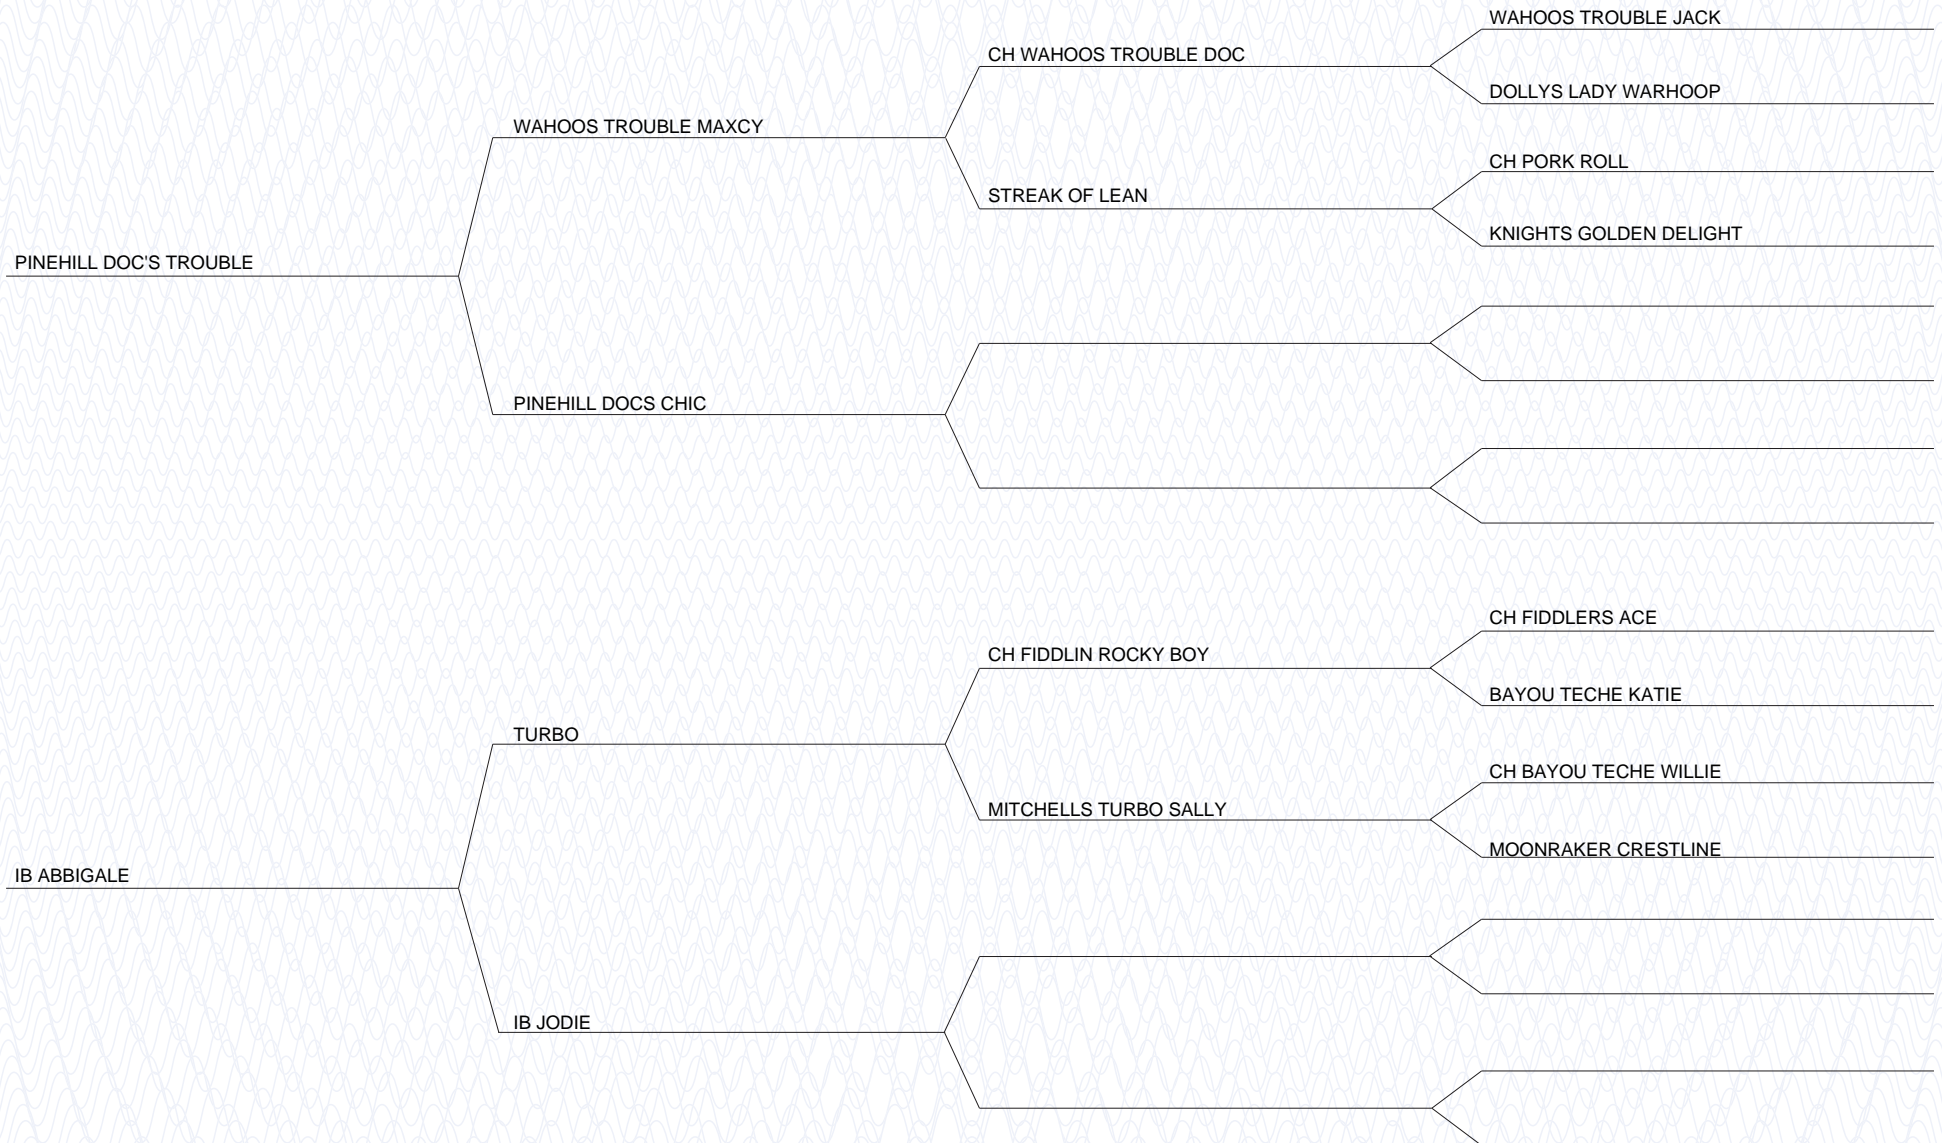 WAHOOS TROUBLE JACK
CH WAHOOS TROUBLE DOC
DOLLYS LADY WARHOOP
WAHOOS TROUBLE MAXCY
CH PORK ROLL
STREAK OF LEAN
KNIGHTS GOLDEN DELIGHT
PINEHILL DOC'S TROUBLE
PINEHILL DOCS CHIC
CH FIDDLERS ACE
CH FIDDLIN ROCKY BOY
BAYOU TECHE KATIE
TURBO
CH BAYOU TECHE WILLIE
MITCHELLS TURBO SALLY
MOONRAKER CRESTLINE
IB ABBIGALE
IB JODIE